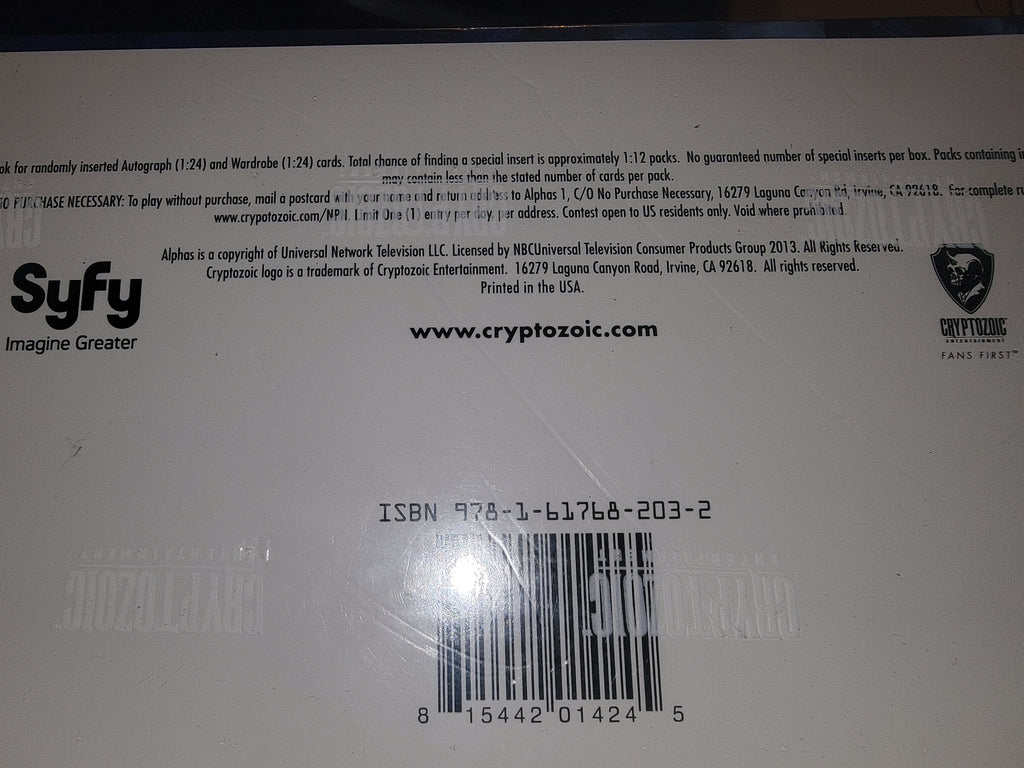 ok for randomly inserted Autograph (1:24) and Wardrobe (1:24) cards. Total chance of finding a special insert is approximately 1:12 packs. No guaranteed number of special inserts per box. Packs containing
may contain less than the stated number of cards per pack.
O PURCHASE NECESSARY: To play without purchase, mail a postcard with your name and return address to Alphas 1, C/O No Purchase Necessary, 16279 Laguna Canyon Rd, Irvine, CA 92618. For complete ru
www.cryptozoic.com/NPN. Limit One (1) entry per day, per address. Contest open to US residents only. Void where prohibited.
Alphas is a copyright of Universal Network Television LLC. Licensed by NBCUniversal Television Consumer Products Group 2013. All Rights Reserved.
Cryptozoic logo is a trademark of Cryptozoic Entertainment. 16279 Laguna Canyon Road, Irvine, CA 92618. All rights reserved.
Printed in the USA.
Syfy
Imagine Greater
www.cryptozoic.com
CRYPTOZOIC
ENTERTAINMENT
FANS FIRST™
ISBN 978-1-61768-203-2
ENTERTAINMENT
CRYPTOZOIC
CRYPTOZOIC
8 15442 01424 5